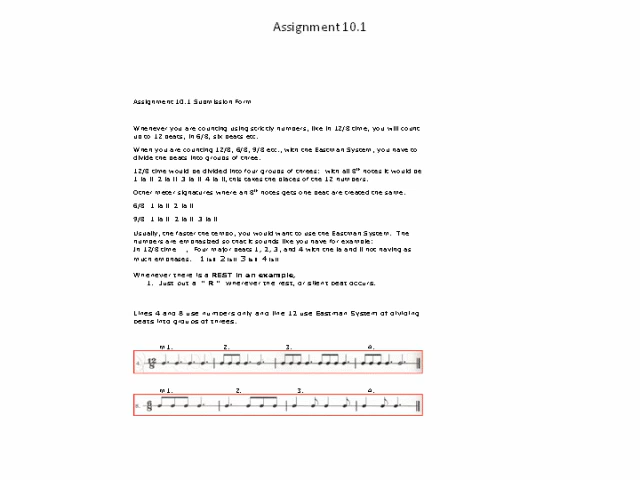 Assignment 10.1
Assignment 10.1 Submission Form
Whenever you are counting using strictly numbers, like in 12/8 time, you will count
up to 12 beats, in 6/8, six beats etc.
When you are counting 12/8, 6/8, 9/8 etc., with the Eastman System, you have to
divide the beats into groups of three.
12/8 time would be divided into four groups of threes: with all 8th notes it would be
1 la li 2 la li 3 la li 4 la li, this takes the places of the 12 numbers.
Other meter signatures where an 8th notes gets one beat are treated the same.
6/8 1 la li 2 la li
9/8 1 la li 2 la li 3 la li
Usually, the faster the tempo, you would want to use the Eastman System. The
numbers are emphasized so that it sounds like you have for example:
In 12/8 time , Four major beats 1, 2, 3, and 4 with the la and li not having as
much emphases. 1 la li 2 la li 3 la li 4 la li
Whenever there is a REST in an example,
1. Just put a " R " wherever the rest, or silent beat occurs.
Lines 4 and 8 use numbers only and line 12 use Eastman System of dividing
beats into groups of threes.
m1. 2. 3. 4.
12
8
m1. 2. 3. 4.
6
8